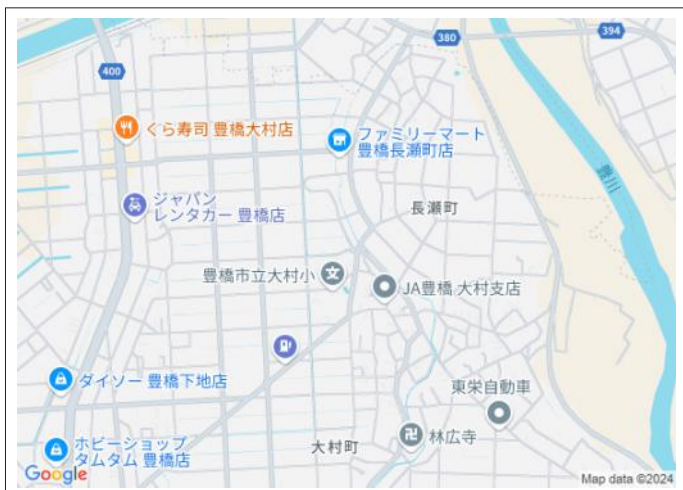 380
394
400
くら寿司 豊橋大村店
ファミリーマート
豊橋長瀬町店
豊川
ジャパン
レンタカー 豊橋店
長瀬町
豊橋市立大村小
文
JA豊橋 大村支店
ダイソー 豊橋下地店
東栄自動車
ホビーショップ
タムタム 豊橋店
大村町
卍
林広寺
Google
Map data ©2024